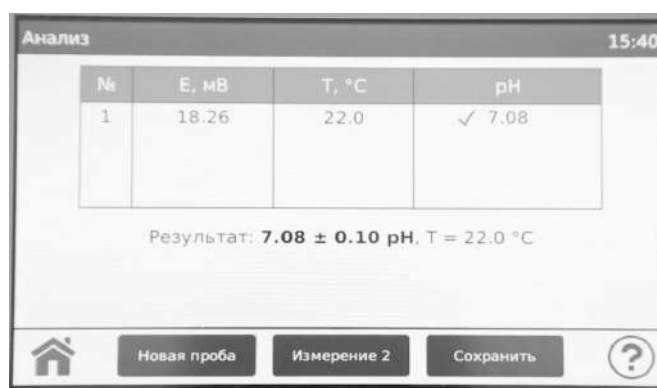 Анализ 15:40
№ E, мВ T, °C pH
1 18.26 22.0 ✓ 7.08
Результат: 7.08 ± 0.10 pH, T = 22.0 °C
Новая проба Измерение 2 Сохранить ?